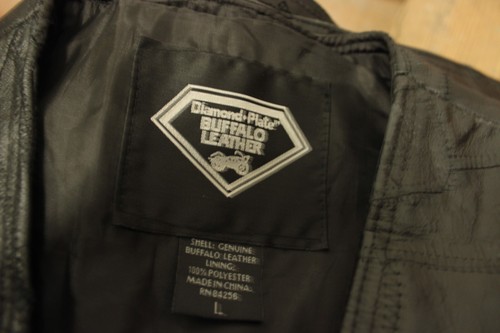 Diamond Plate
BUFFALO
LEATHER
SHELL: GENUINE
BUFFALO LEATHER
LINING:
100% POLYESTER
MADE IN CHINA
RN 84256
L